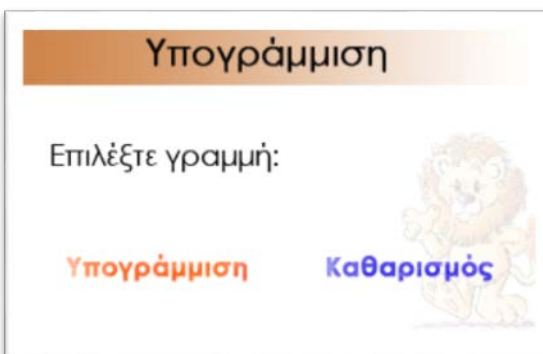 Υπογράμμιση
Επιλέξτε γραμμή:
Υπογράμμιση Καθαρισμός